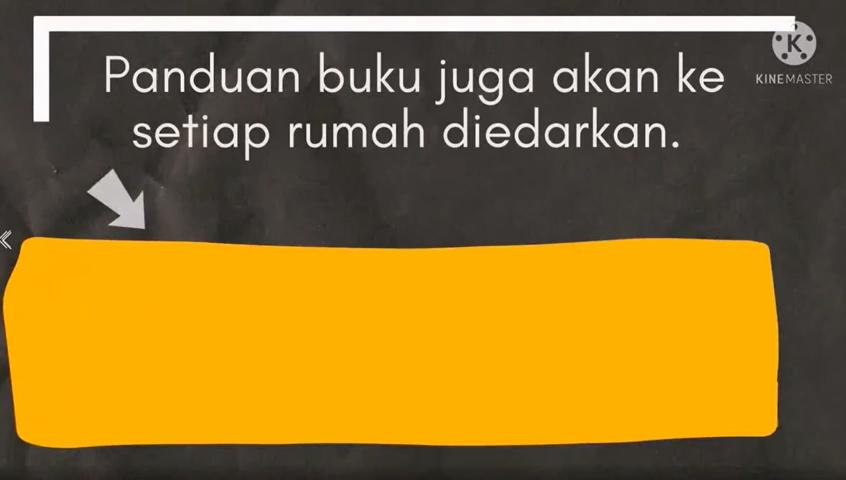 Panduan buku juga akan ke
setiap rumah diedarkan.
K
KINEMASTER